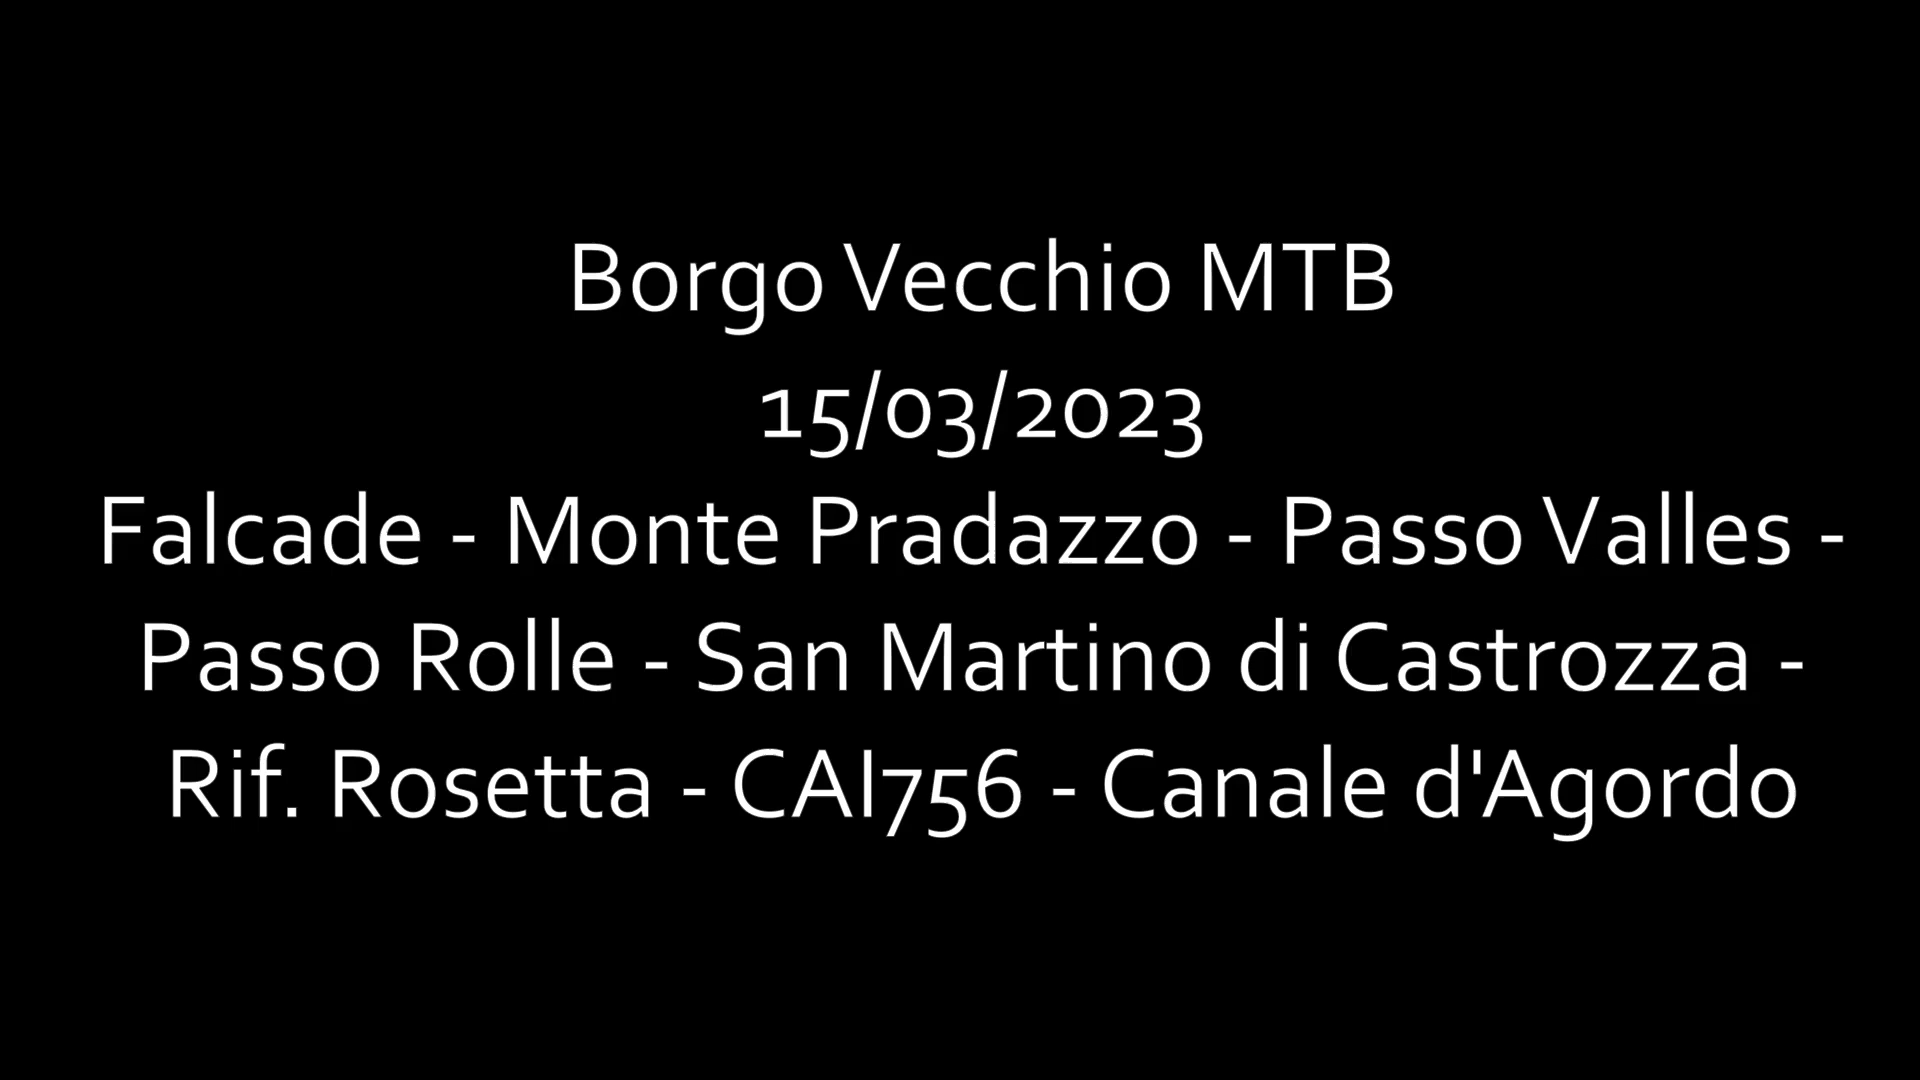 Borgo Vecchio MTB
15/03/2023
Falcade - Monte Pradazzo - Passo Valles -
Passo Rolle - San Martino di Castrozza -
Rif. Rosetta - CAI756 - Canale d'Agordo